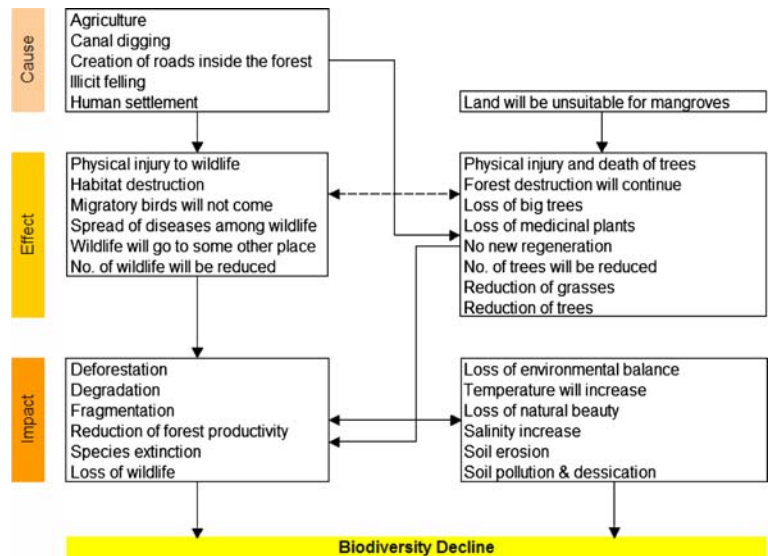 Cause
Agriculture
Canal digging
Creation of roads inside the forest
Illicit felling
Human settlement
Land will be unsuitable for mangroves
Effect
Physical injury to wildlife
Habitat destruction
Migratory birds will not come
Spread of diseases among wildlife
Wildlife will go to some other place
No. of wildlife will be reduced
Physical injury and death of trees
Forest destruction will continue
Loss of big trees
Loss of medicinal plants
No new regeneration
No. of trees will be reduced
Reduction of grasses
Reduction of trees
Impact
Deforestation
Degradation
Fragmentation
Reduction of forest productivity
Species extinction
Loss of wildlife
Loss of environmental balance
Temperature will increase
Loss of natural beauty
Salinity increase
Soil erosion
Soil pollution & dessication
Biodiversity Decline